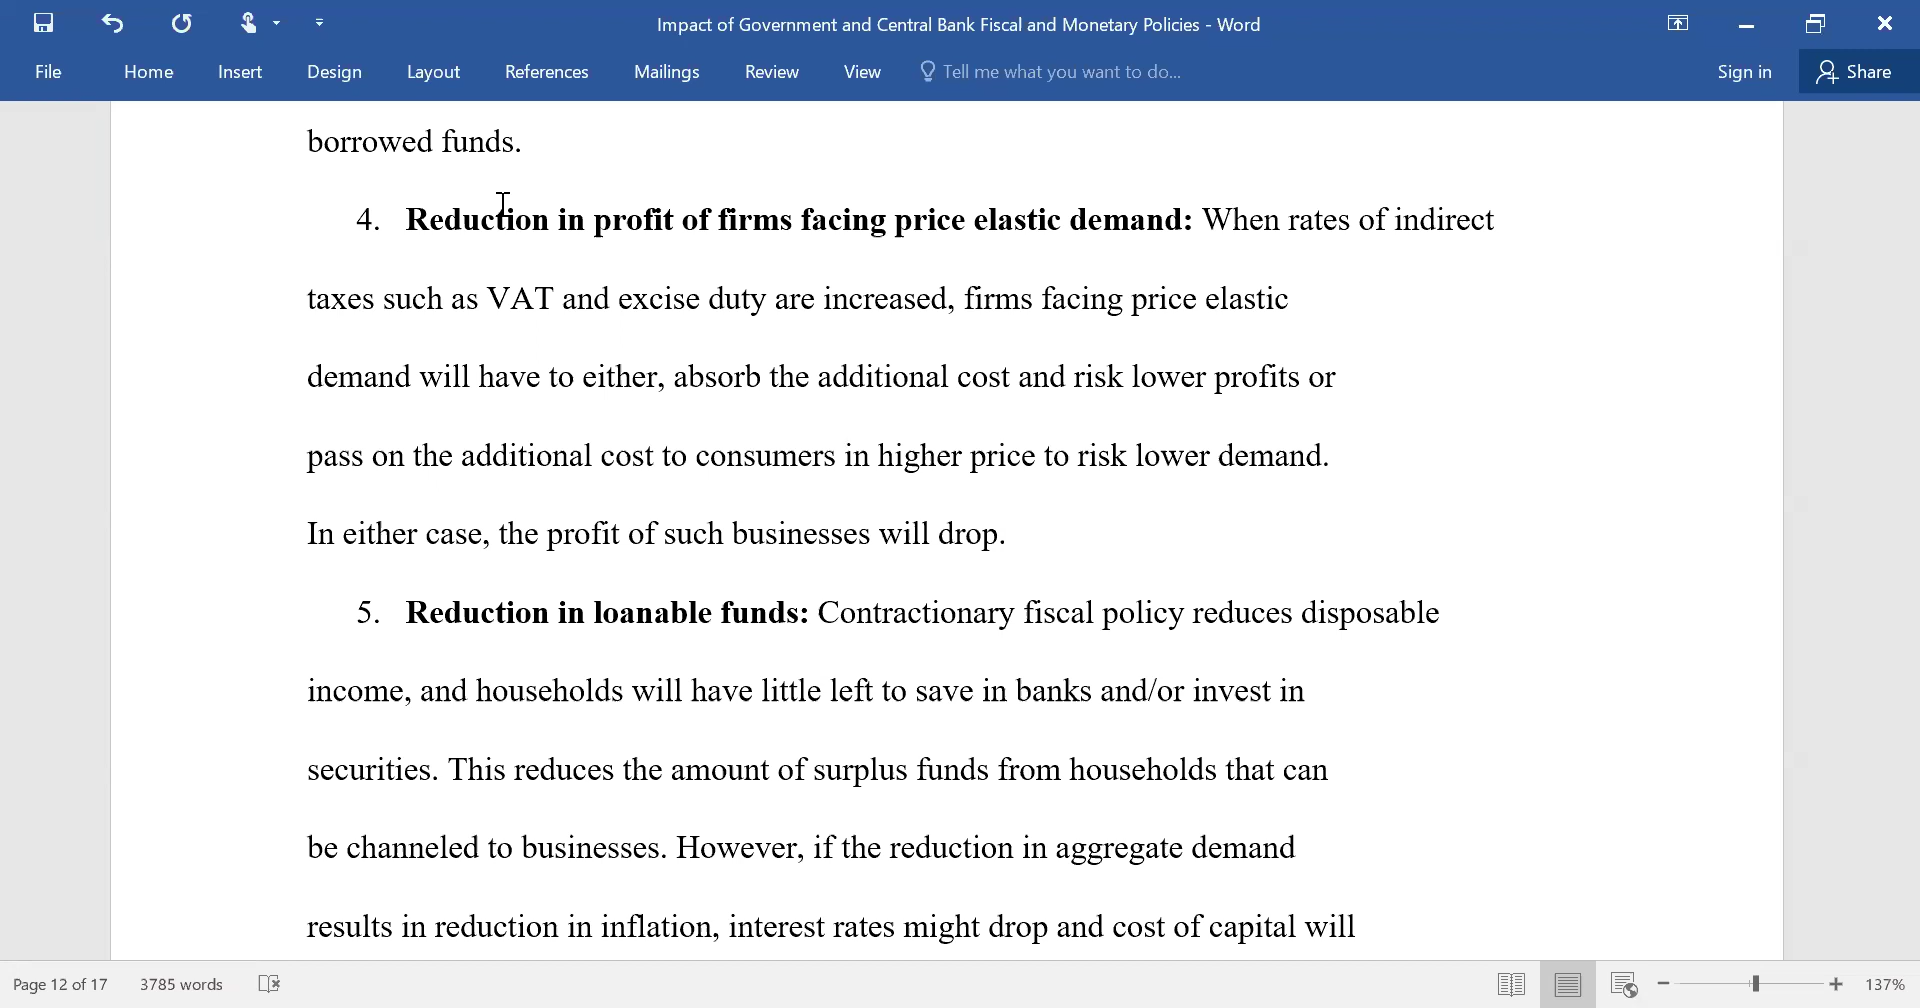 Impact of Government and Central Bank Fiscal and Monetary Policies - Word
File Home Insert Design Layout References Mailings Review View Tell me what you want to do... Sign in Share
borrowed funds.
4. Reduction in profit of firms facing price elastic demand: When rates of indirect
taxes such as VAT and excise duty are increased, firms facing price elastic
demand will have to either, absorb the additional cost and risk lower profits or
pass on the additional cost to consumers in higher price to risk lower demand.
In either case, the profit of such businesses will drop.
5. Reduction in loanable funds: Contractionary fiscal policy reduces disposable
income, and households will have little left to save in banks and/or invest in
securities. This reduces the amount of surplus funds from households that can
be channeled to businesses. However, if the reduction in aggregate demand
results in reduction in inflation, interest rates might drop and cost of capital will
Page 12 of 17 3785 words 137%